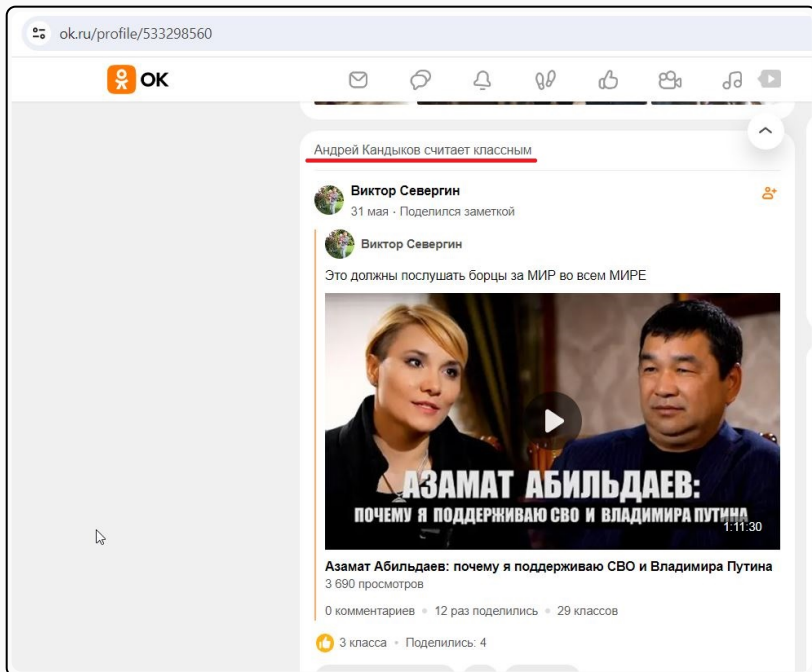 ok.ru/profile/533298560
OK
Андрей Кандыков считает классным
Виктор Севергин
31 мая · Поделился заметкой
Виктор Севергин
Это должны послушать борцы за МИР во всем МИРЕ
АЗАМАТ АБИЛЬДАЕВ:
ПОЧЕМУ Я ПОДДЕРЖИВАЮ СВО И ВЛАДИМИРА ПУТИНА
1:11:30
Азамат Абильдаев: почему я поддерживаю СВО и Владимира Путина
3 690 просмотров
0 комментариев • 12 раз поделились • 29 классов
3 класса • Поделились: 4